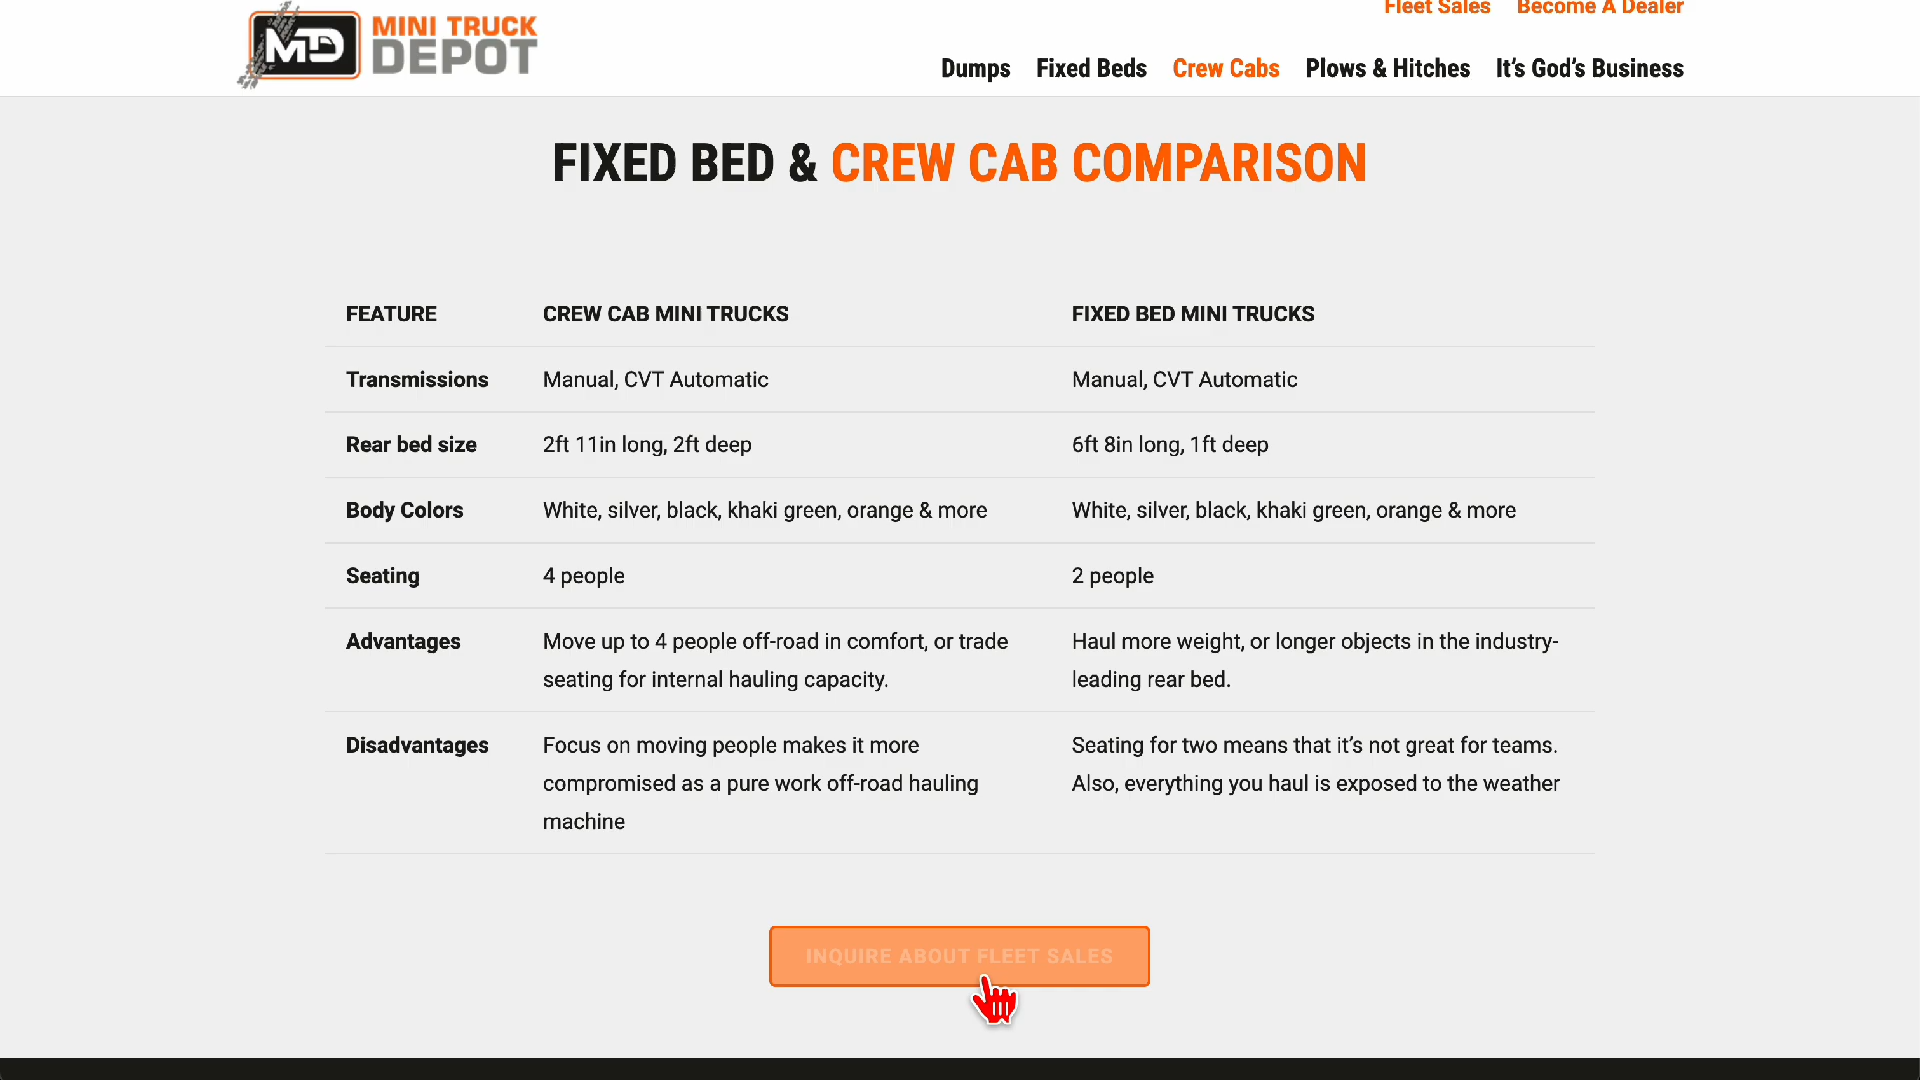 Fleet Sales Become A Dealer
MD MINI TRUCK
DEPOT
Dumps Fixed Beds Crew Cabs Plows & Hitches It's God's Business
FIXED BED & CREW CAB COMPARISON
FEATURE CREW CAB MINI TRUCKS FIXED BED MINI TRUCKS
Transmissions Manual, CVT Automatic Manual, CVT Automatic
Rear bed size 2ft 11in long, 2ft deep 6ft 8in long, 1ft deep
Body Colors White, silver, black, khaki green, orange & more White, silver, black, khaki green, orange & more
Seating 4 people 2 people
Advantages Move up to 4 people off-road in comfort, or trade Haul more weight, or longer objects in the industry-
seating for internal hauling capacity. leading rear bed.
Disadvantages Focus on moving people makes it more Seating for two means that it's not great for teams.
compromised as a pure work off-road hauling Also, everything you haul is exposed to the weather
machine
INQUIRE ABOUT FLEET SALES